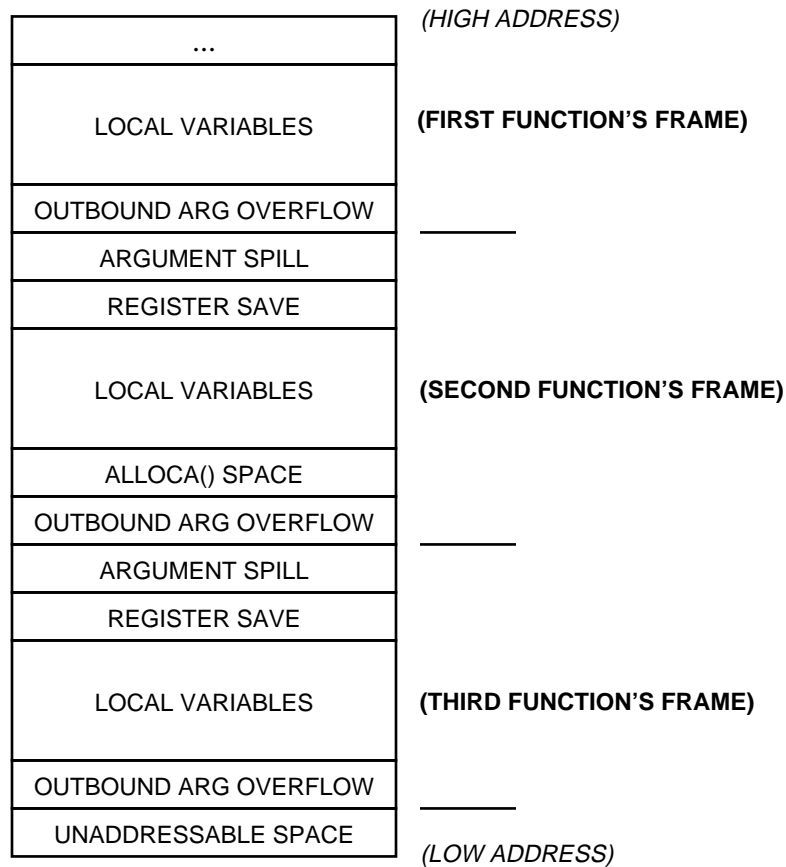 (HIGH ADDRESS)
...
LOCAL VARIABLES
(FIRST FUNCTION'S FRAME)
OUTBOUND ARG OVERFLOW
ARGUMENT SPILL
REGISTER SAVE
LOCAL VARIABLES
(SECOND FUNCTION'S FRAME)
ALLOCA() SPACE
OUTBOUND ARG OVERFLOW
ARGUMENT SPILL
REGISTER SAVE
LOCAL VARIABLES
(THIRD FUNCTION'S FRAME)
OUTBOUND ARG OVERFLOW
UNADDRESSABLE SPACE
(LOW ADDRESS)